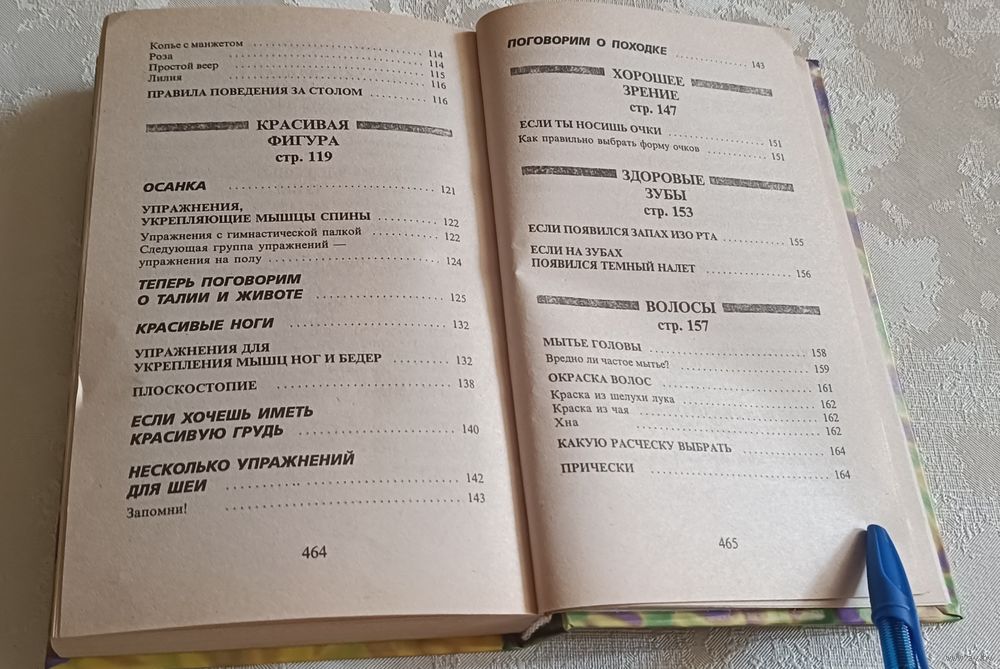 Копье с манжетом 114
Роза 114
Простой веер 115
Лилия 116
ПРАВИЛА ПОВЕДЕНИЯ ЗА СТОЛОМ 116
КРАСИВАЯ
ФИГУРА
стр. 119
ОСАНКА 121
УПРАЖНЕНИЯ,
УКРЕПЛЯЮЩИЕ МЫШЦЫ СПИНЫ 122
Упражнения с гимнастической палкой 122
Следующая группа упражнений —
упражнения на полу 124
ТЕПЕРЬ ПОГОВОРИМ
О ТАЛИИ И ЖИВОТЕ 125
КРАСИВЫЕ НОГИ 132
УПРАЖНЕНИЯ ДЛЯ
УКРЕПЛЕНИЯ МЫШЦ НОГ И БЕДЕР 132
ПЛОСКОСТОПИЕ 138
ЕСЛИ ХОЧЕШЬ ИМЕТЬ
КРАСИВУЮ ГРУДЬ 140
НЕСКОЛЬКО УПРАЖНЕНИЙ
ДЛЯ ШЕИ 142
Запомни! 143
464
ПОГОВОРИМ О ПОХОДКЕ 143
ХОРОШЕЕ
ЗРЕНИЕ
стр. 147
ЕСЛИ ТЫ НОСИШЬ ОЧКИ 151
Как правильно выбрать форму очков 151
ЗДОРОВЫЕ
ЗУБЫ
стр. 153
ЕСЛИ ПОЯВИЛСЯ ЗАПАХ ИЗО РТА 155
ЕСЛИ НА ЗУБАХ
ПОЯВИЛСЯ ТЕМНЫЙ НАЛЕТ 156
ВОЛОСЫ
стр. 157
МЫТЬЕ ГОЛОВЫ 158
Вредно ли частое мытье? 159
ОКРАСКА ВОЛОС 161
Краска из шелухи лука 162
Краска из чая 162
Хна 162
КАКУЮ РАСЧЕСКУ ВЫБРАТЬ 164
ПРИЧЕСКИ 164
465